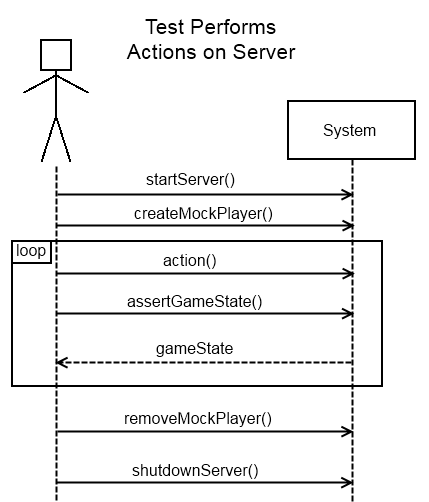 Test Performs
Actions on Server
System
startServer()
createMockPlayer()
loop
action()
assertGameState()
gameState
removeMockPlayer()
shutdownServer()